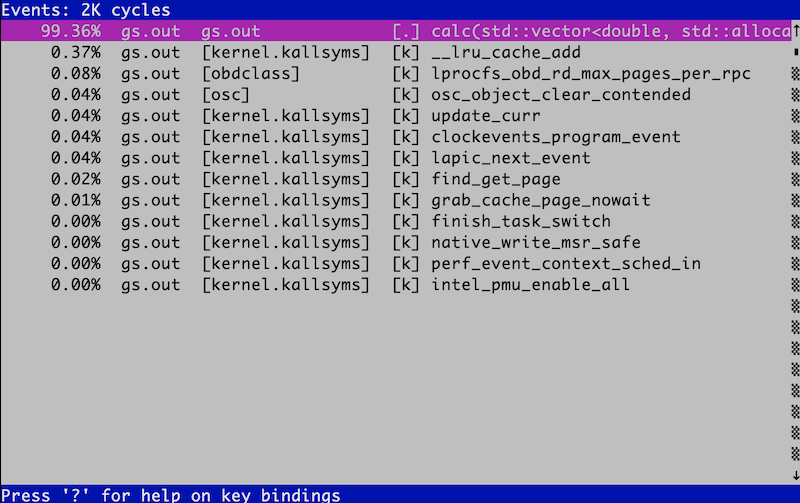 Events: 2K cycles
99.36% gs.out gs.out [.] calc(std::vector<double, std::alloca
0.37% gs.out [kernel.kallsyms] [k] __lru_cache_add
0.08% gs.out [obdclass] [k] lprocfs_obd_rd_max_pages_per_rpc
0.04% gs.out [osc] [k] osc_object_clear_contended
0.04% gs.out [kernel.kallsyms] [k] update_curr
0.04% gs.out [kernel.kallsyms] [k] clockevents_program_event
0.04% gs.out [kernel.kallsyms] [k] lapic_next_event
0.02% gs.out [kernel.kallsyms] [k] find_get_page
0.01% gs.out [kernel.kallsyms] [k] grab_cache_page_nowait
0.00% gs.out [kernel.kallsyms] [k] finish_task_switch
0.00% gs.out [kernel.kallsyms] [k] native_write_msr_safe
0.00% gs.out [kernel.kallsyms] [k] perf_event_context_sched_in
0.00% gs.out [kernel.kallsyms] [k] intel_pmu_enable_all
Press '?' for help on key bindings